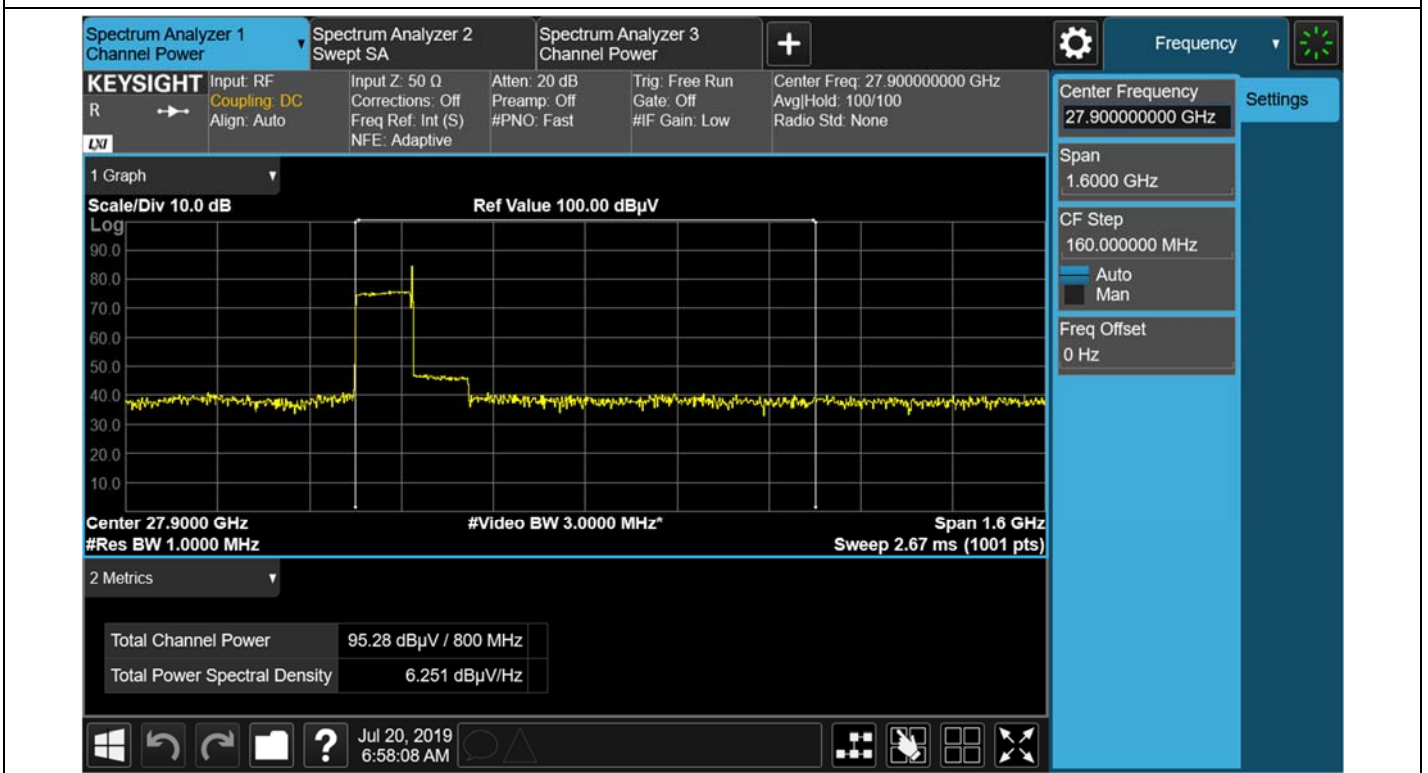 Spectrum Analyzer 1
Channel Power
Spectrum Analyzer 2
Swept SA
Spectrum Analyzer 3
Channel Power
Frequency
KEYSIGHT
R
LXI
Input: RF
Coupling: DC
Align: Auto
Input Z: 50 Ω
Corrections: Off
Freq Ref: Int (S)
NFE: Adaptive
Atten: 20 dB
Preamp: Off
#PNO: Fast
Trig: Free Run
Gate: Off
#IF Gain: Low
Center Freq: 27.900000000 GHz
Avg|Hold: 100/100
Radio Std: None
Center Frequency
27.900000000 GHz
Settings
Span
1.6000 GHz
CF Step
160.000000 MHz
Auto
Man
Freq Offset
0 Hz
1 Graph
Scale/Div 10.0 dB
Ref Value 100.00 dBµV
Log
90.0
80.0
70.0
60.0
50.0
40.0
30.0
20.0
10.0
Center 27.9000 GHz
#Video BW 3.0000 MHz*
Span 1.6 GHz
#Res BW 1.0000 MHz
Sweep 2.67 ms (1001 pts)
2 Metrics
Total Channel Power
95.28 dBµV / 800 MHz
Total Power Spectral Density
6.251 dBµV/Hz
?
Jul 20, 2019
6:58:08 AM